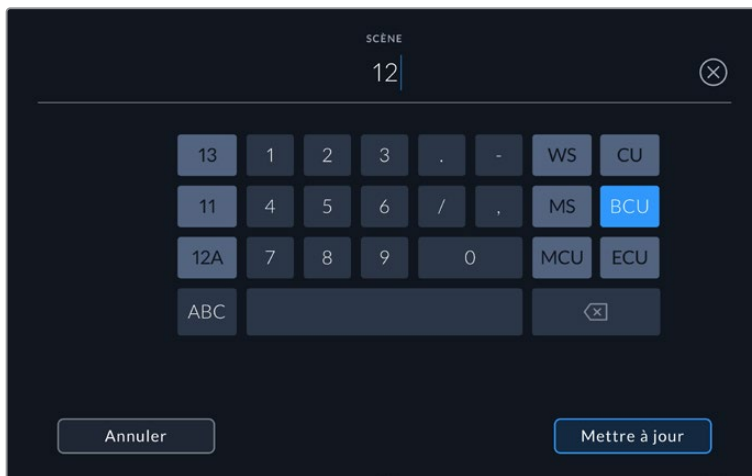 SCÈNE
12
13 1 2 3 . - WS CU
11 4 5 6 / , MS BCU
12A 7 8 9 0 MCU ECU
ABC
Annuler Mettre à jour